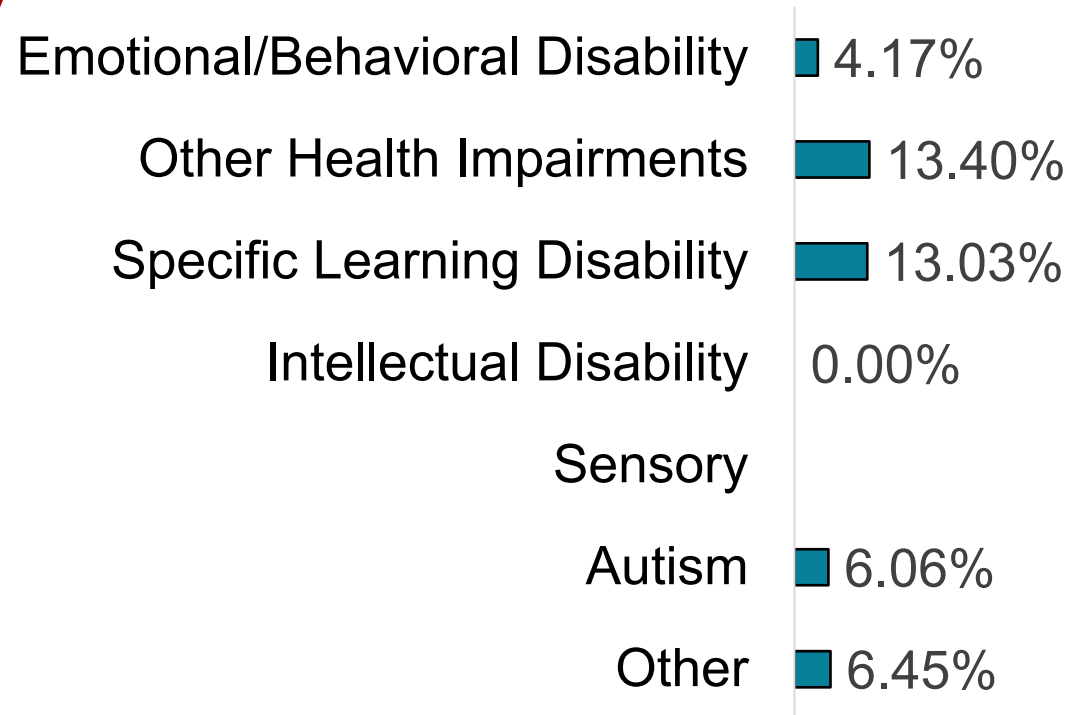 Emotional/Behavioral Disability 4.17%
Other Health Impairments 13.40%
Specific Learning Disability 13.03%
Intellectual Disability 0.00%
Sensory
Autism 6.06%
Other 6.45%